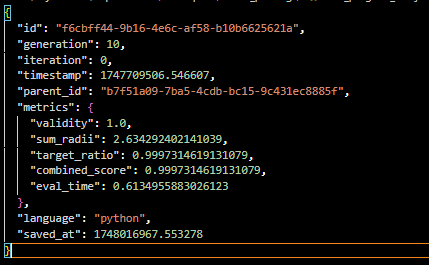 {
"id": "f6cbff44-9b16-4e6c-af58-b10b6625621a",
"generation": 10,
"iteration": 0,
"timestamp": 1747709506.546607,
"parent_id": "b7f51a09-7ba5-4cdb-bc15-9c431ec8885f",
"metrics": {
"validity": 1.0,
"sum_radii": 2.634292402141039,
"target_ratio": 0.9997314619131079,
"combined_score": 0.9997314619131079,
"eval_time": 0.6134955883026123
},
"language": "python",
"saved_at": 1748016967.553278
}